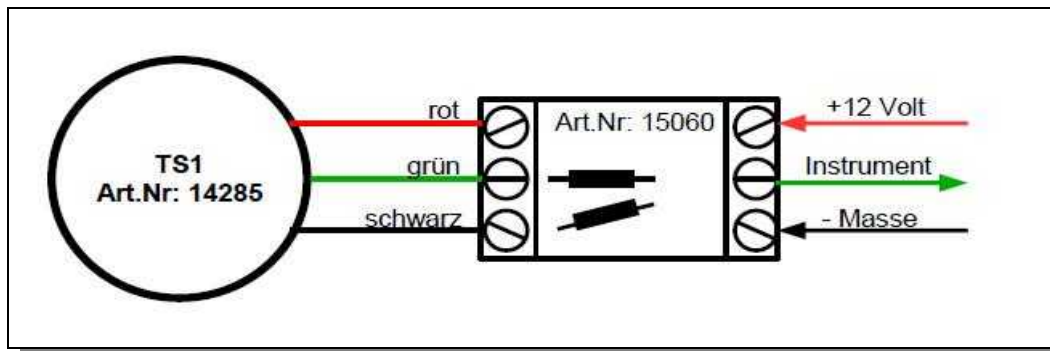 TS1
Art.Nr: 14285
rot
grün
schwarz
Art.Nr: 15060
+12 Volt
Instrument
- Masse